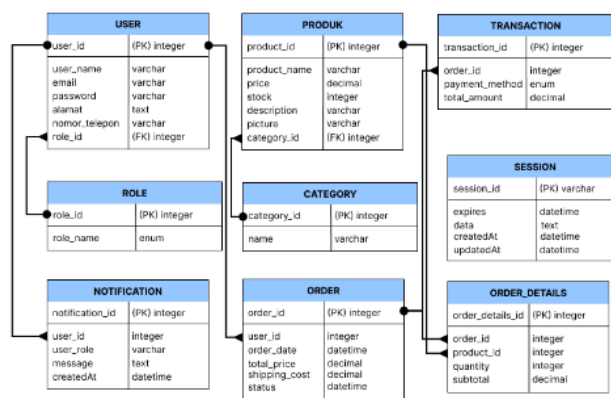 USER
user_id (PK) integer
user_name varchar
email varchar
password varchar
alamat text
nomor_telepon varchar
role_id (FK) integer
PRODUK
product_id (PK) integer
product_name varchar
price decimal
stock integer
description varchar
picture varchar
category_id (FK) integer
TRANSACTION
transaction_id (PK) integer
order_id integer
payment_method enum
total_amount decimal
ROLE
role_id (PK) integer
role_name enum
CATEGORY
category_id (PK) integer
name varchar
SESSION
session_id (PK) varchar
expires datetime
data text
createdAt datetime
updatedAt datetime
NOTIFICATION
notification_id (PK) integer
user_id integer
user_role varchar
message text
createdAt datetime
ORDER
order_id (PK) integer
user_id integer
order_date datetime
total_price decimal
shipping_cost decimal
status datetime
ORDER_DETAILS
order_details_id (PK) integer
order_id integer
product_id integer
quantity integer
subtotal decimal